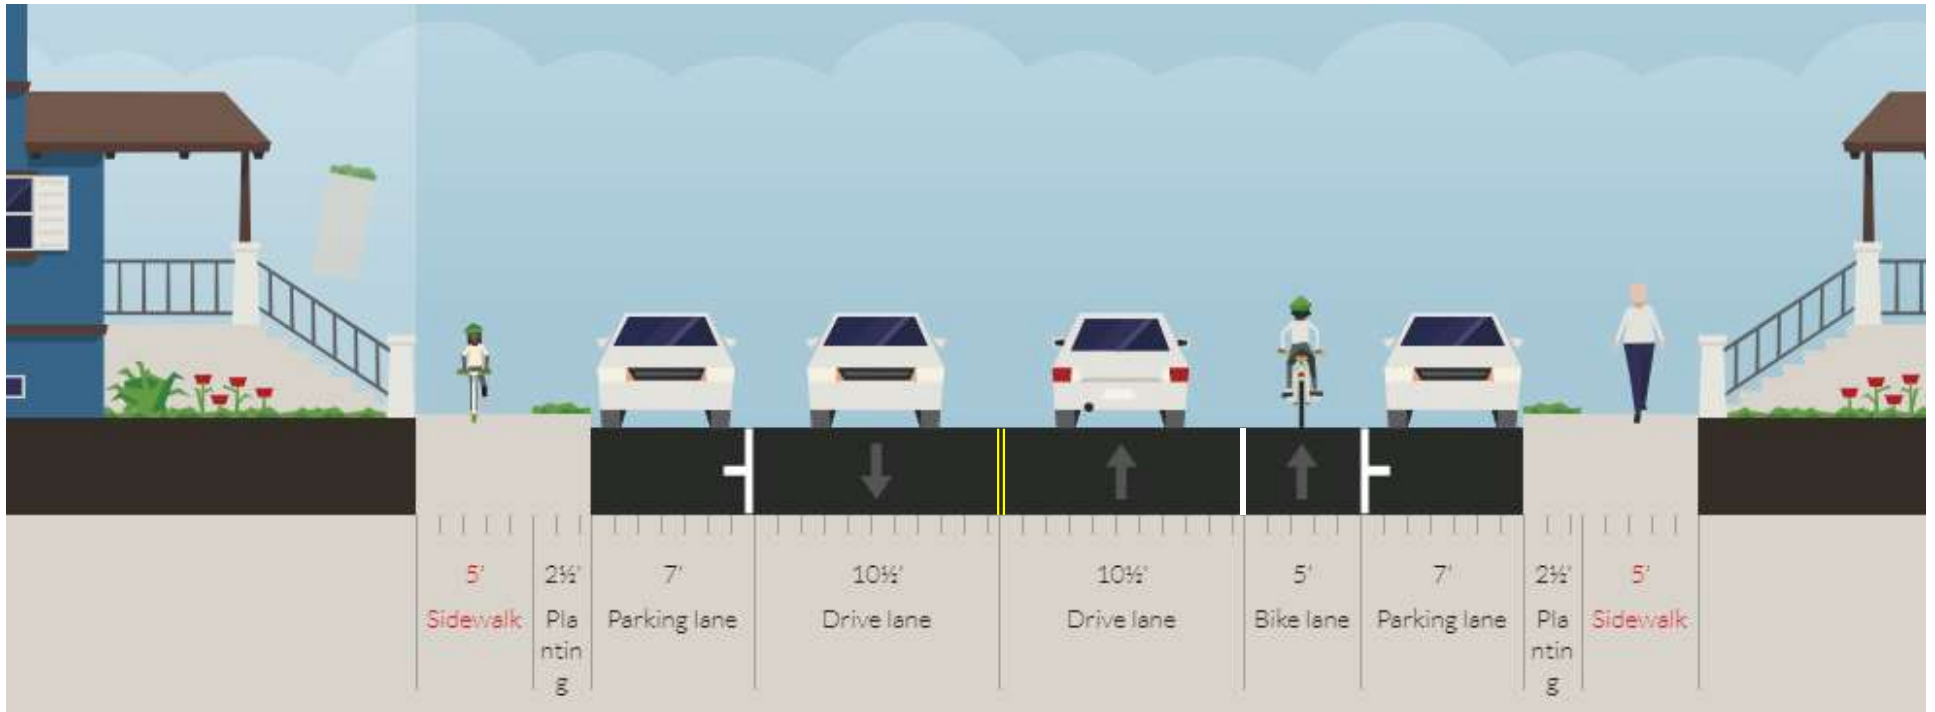 5' 2½' 7' 10½' 10½' 5' 7' 2½' 5'
Sidewalk Pla Parking lane Drive lane Drive lane Bike lane Parking lane Pla Sidewalk
ntin ntin
g g